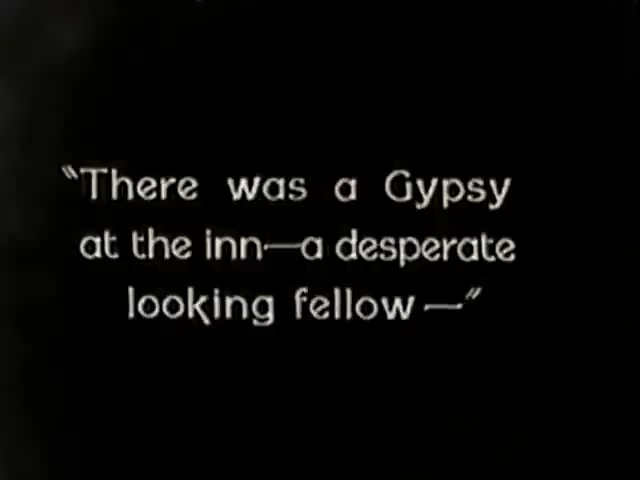 "There was a Gypsy
at the inn—a desperate
looking fellow—"